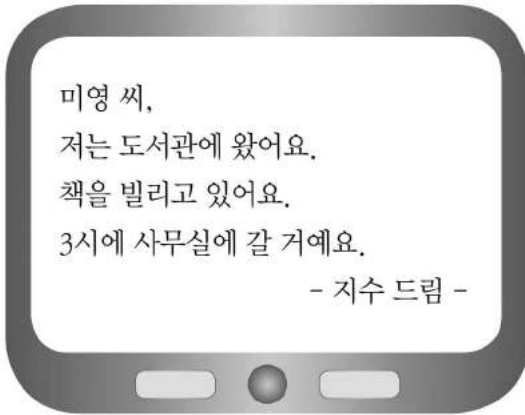 미영 씨,
저는 도서관에 왔어요.
책을 빌리고 있어요.
3시에 사무실에 갈 거예요.
- 지수 드림 -